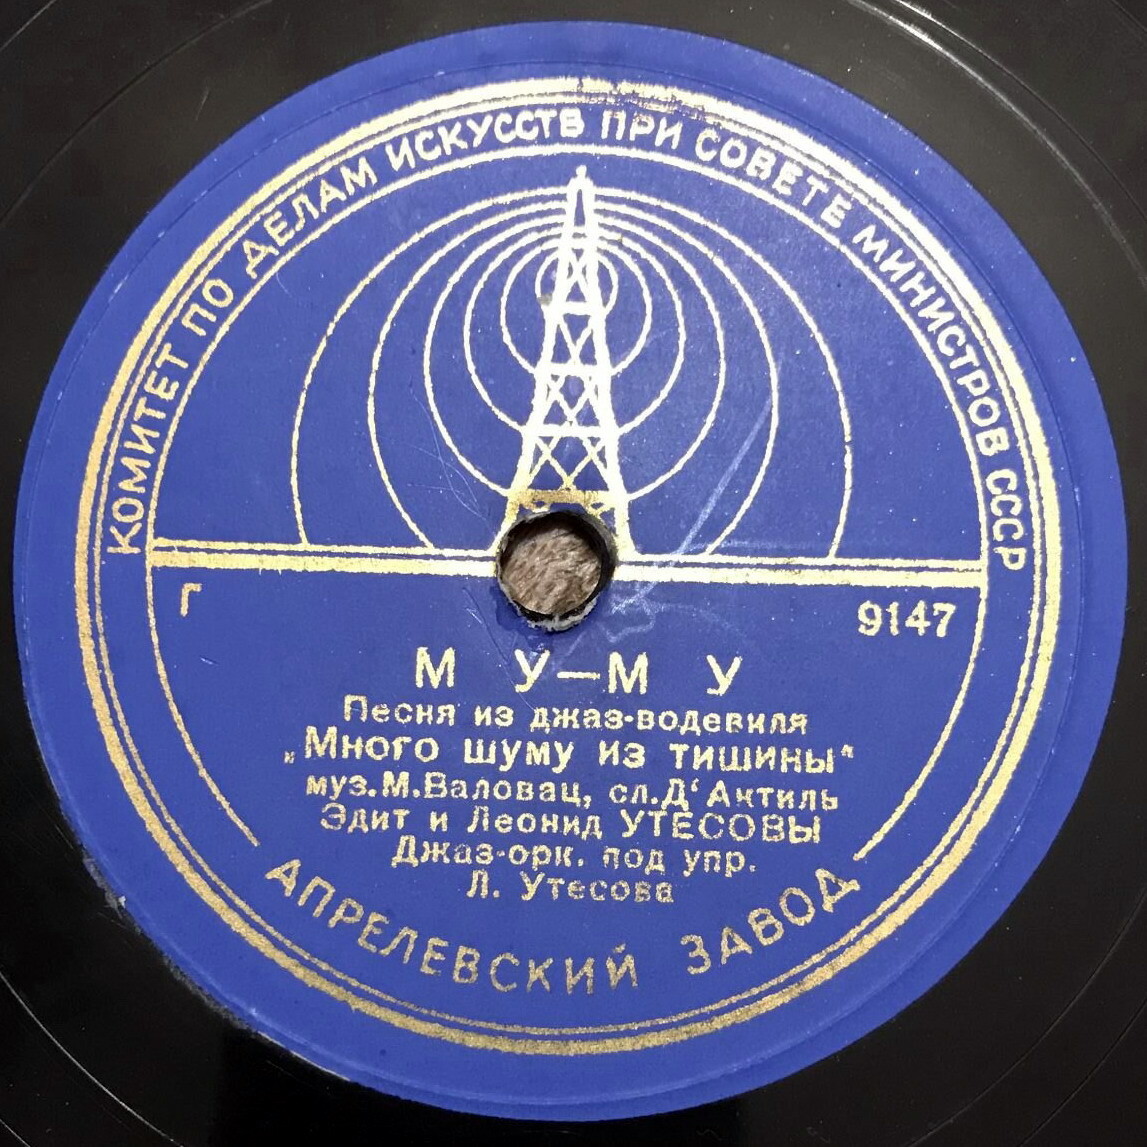 КОМИТЕТ ПО ДЕЛАМ ИСКУССТВ ПРИ СОВЕТЕ МИНИСТРОВ СССР
Г 9147
М У—М У
Песня из джаз-водевиля
„Много шуму из тишины“
муз.М.Валовац, сл.Д‘Актиль
Эдит и Леонид УТЕСОВЫ
Джаз-орк. под упр.
Л. Утесова
АПРЕЛЕВСКИЙ ЗАВОД